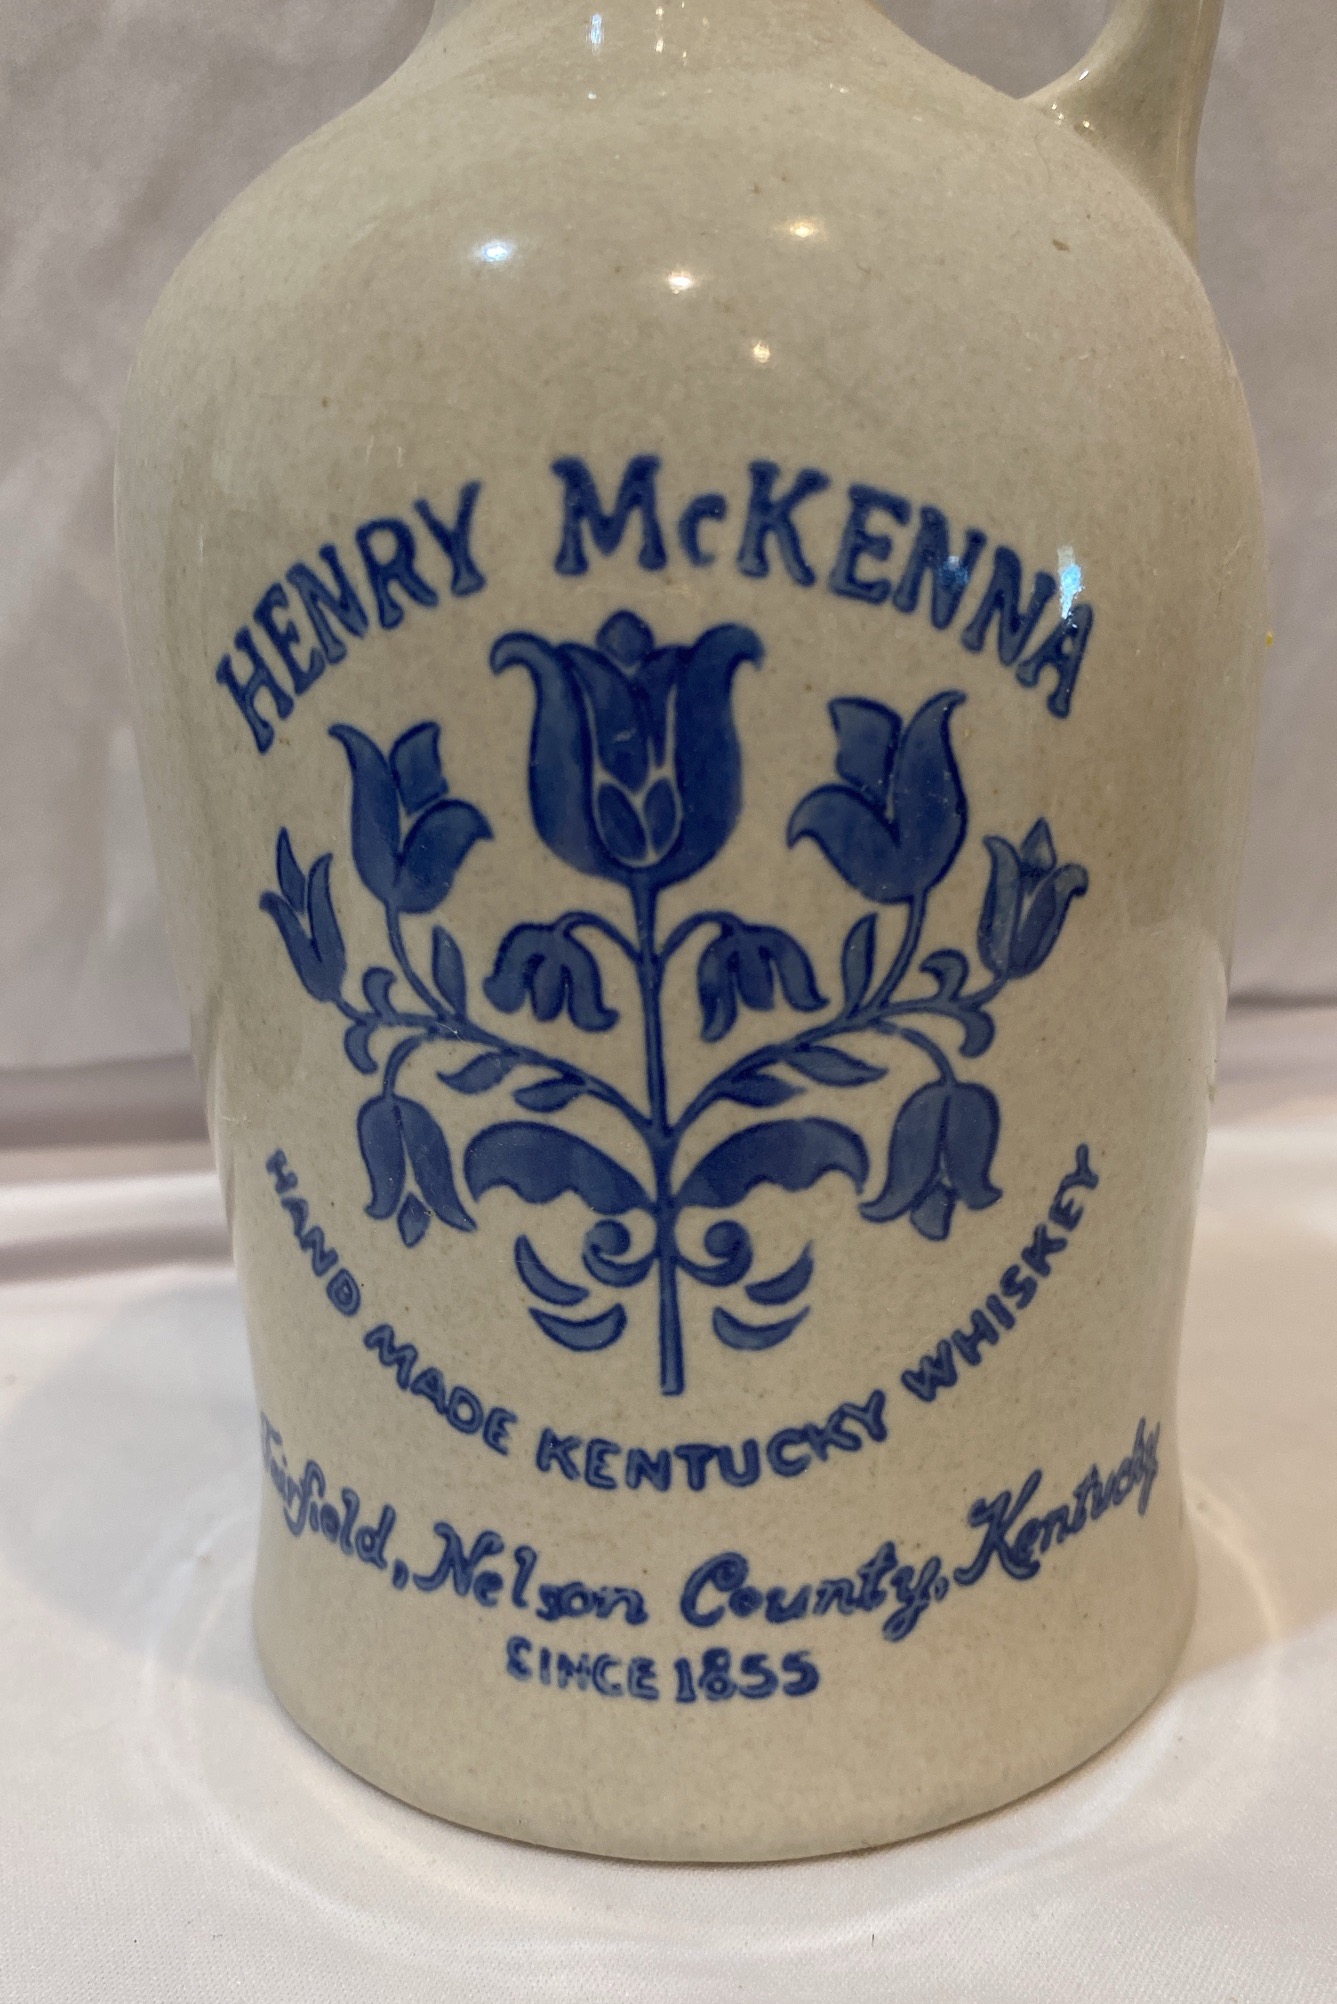 HENRY McKENNA
HAND MADE KENTUCKY WHISKEY
Fairfield, Nelson County, Kentucky
SINCE 1855